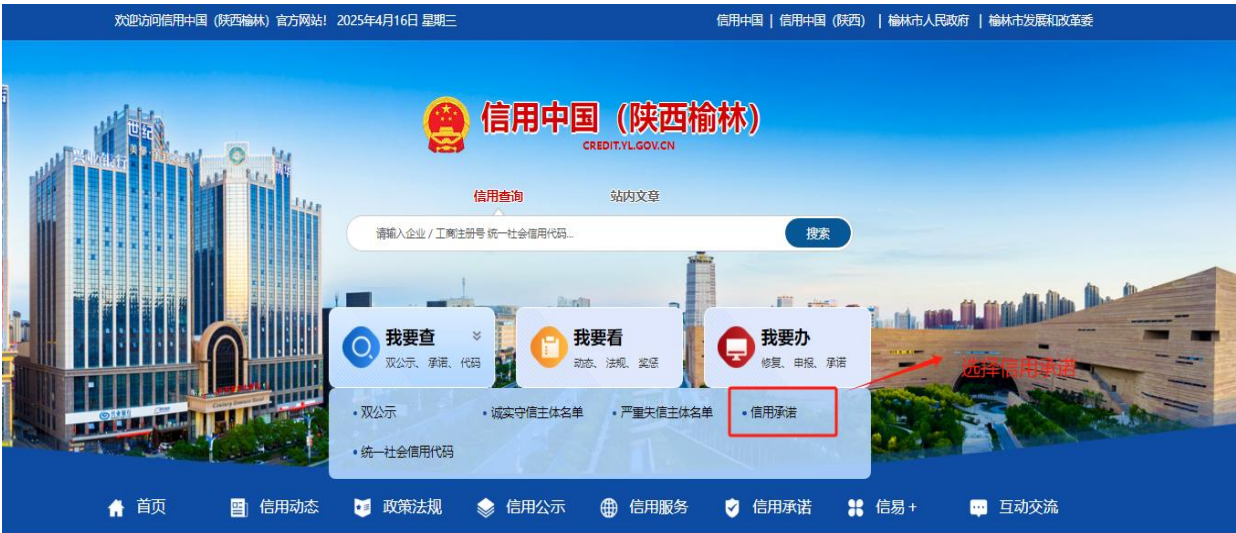 欢迎访问信用中国（陕西榆林）官方网站！ 2025年4月16日 星期三
信用中国 | 信用中国（陕西） | 榆林市人民政府 | 榆林市发展和改革委
信用中国（陕西榆林）
CREDIT.YL.GOV.CN
世纪
兴业银行
信用查询 站内文章
请输入企业 / 工商注册号 统一社会信用代码...
搜索
我要查
双公示、承诺、代码
我要看
动态、法规、奖惩
我要办
修复、申报、承诺
选择信用承诺
• 双公示 • 诚实守信主体名单 • 严重失信主体名单 • 信用承诺
• 统一社会信用代码
首页 信用动态 政策法规 信用公示 信用服务 信用承诺 信易+ 互动交流